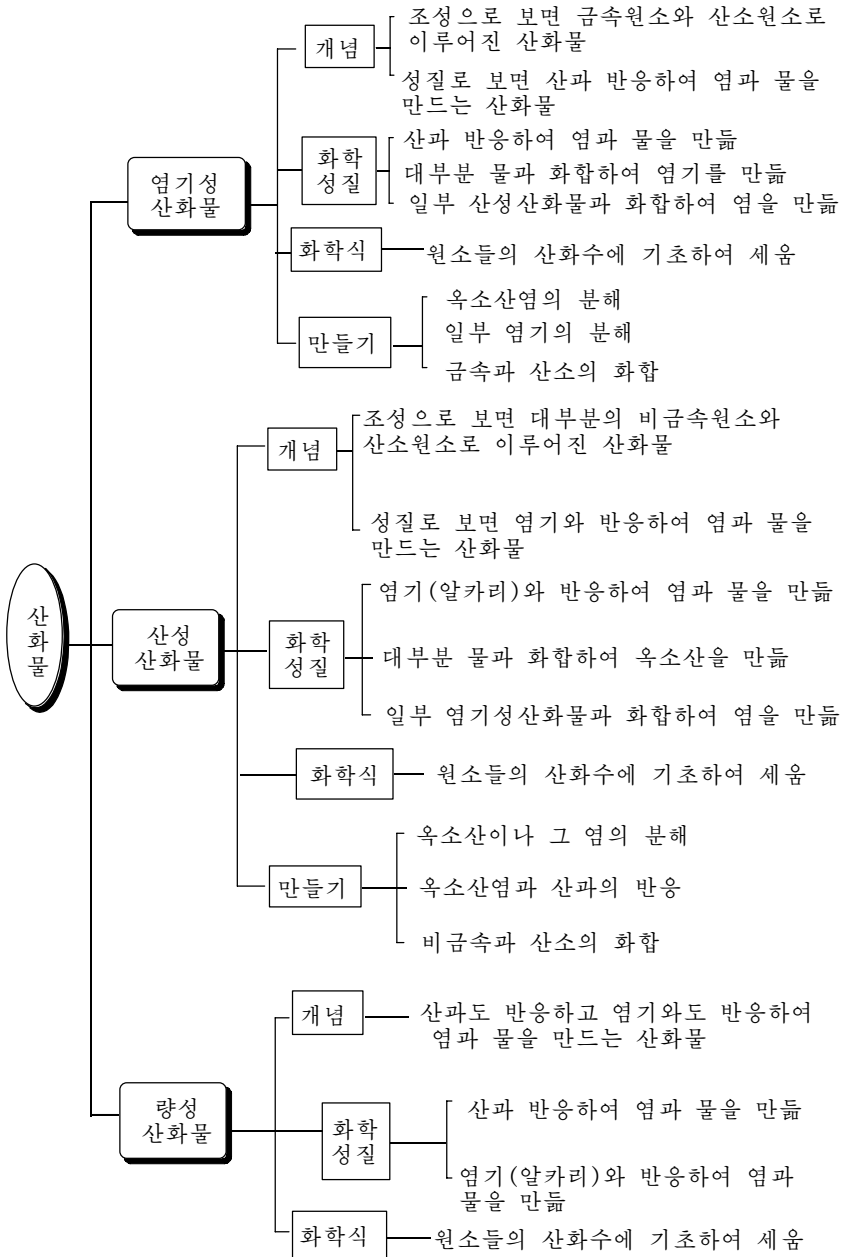 산
화
물
염기성
산화물
개념
조성으로 보면 금속원소와 산소원소로
이루어진 산화물
성질로 보면 산과 반응하여 염과 물을
만드는 산화물
화학
성질
산과 반응하여 염과 물을 만듦
대부분 물과 화합하여 염기를 만듦
일부 산성산화물과 화합하여 염을 만듦
화학식
원소들의 산화수에 기초하여 세움
만들기
옥소산염의 분해
일부 염기의 분해
금속과 산소의 화합
산성
산화물
개념
조성으로 보면 대부분의 비금속원소와
산소원소로 이루어진 산화물
성질로 보면 염기와 반응하여 염과 물을
만드는 산화물
화학
성질
염기(알카리)와 반응하여 염과 물을 만듦
대부분 물과 화합하여 옥소산을 만듦
일부 염기성산화물과 화합하여 염을 만듦
화학식
원소들의 산화수에 기초하여 세움
만들기
옥소산이나 그 염의 분해
옥소산염과 산과의 반응
비금속과 산소의 화합
량성
산화물
개념
산과도 반응하고 염기와도 반응하여
염과 물을 만드는 산화물
화학
성질
산과 반응하여 염과 물을 만듦
염기(알카리)와 반응하여 염과
물을 만듦
화학식
원소들의 산화수에 기초하여 세움